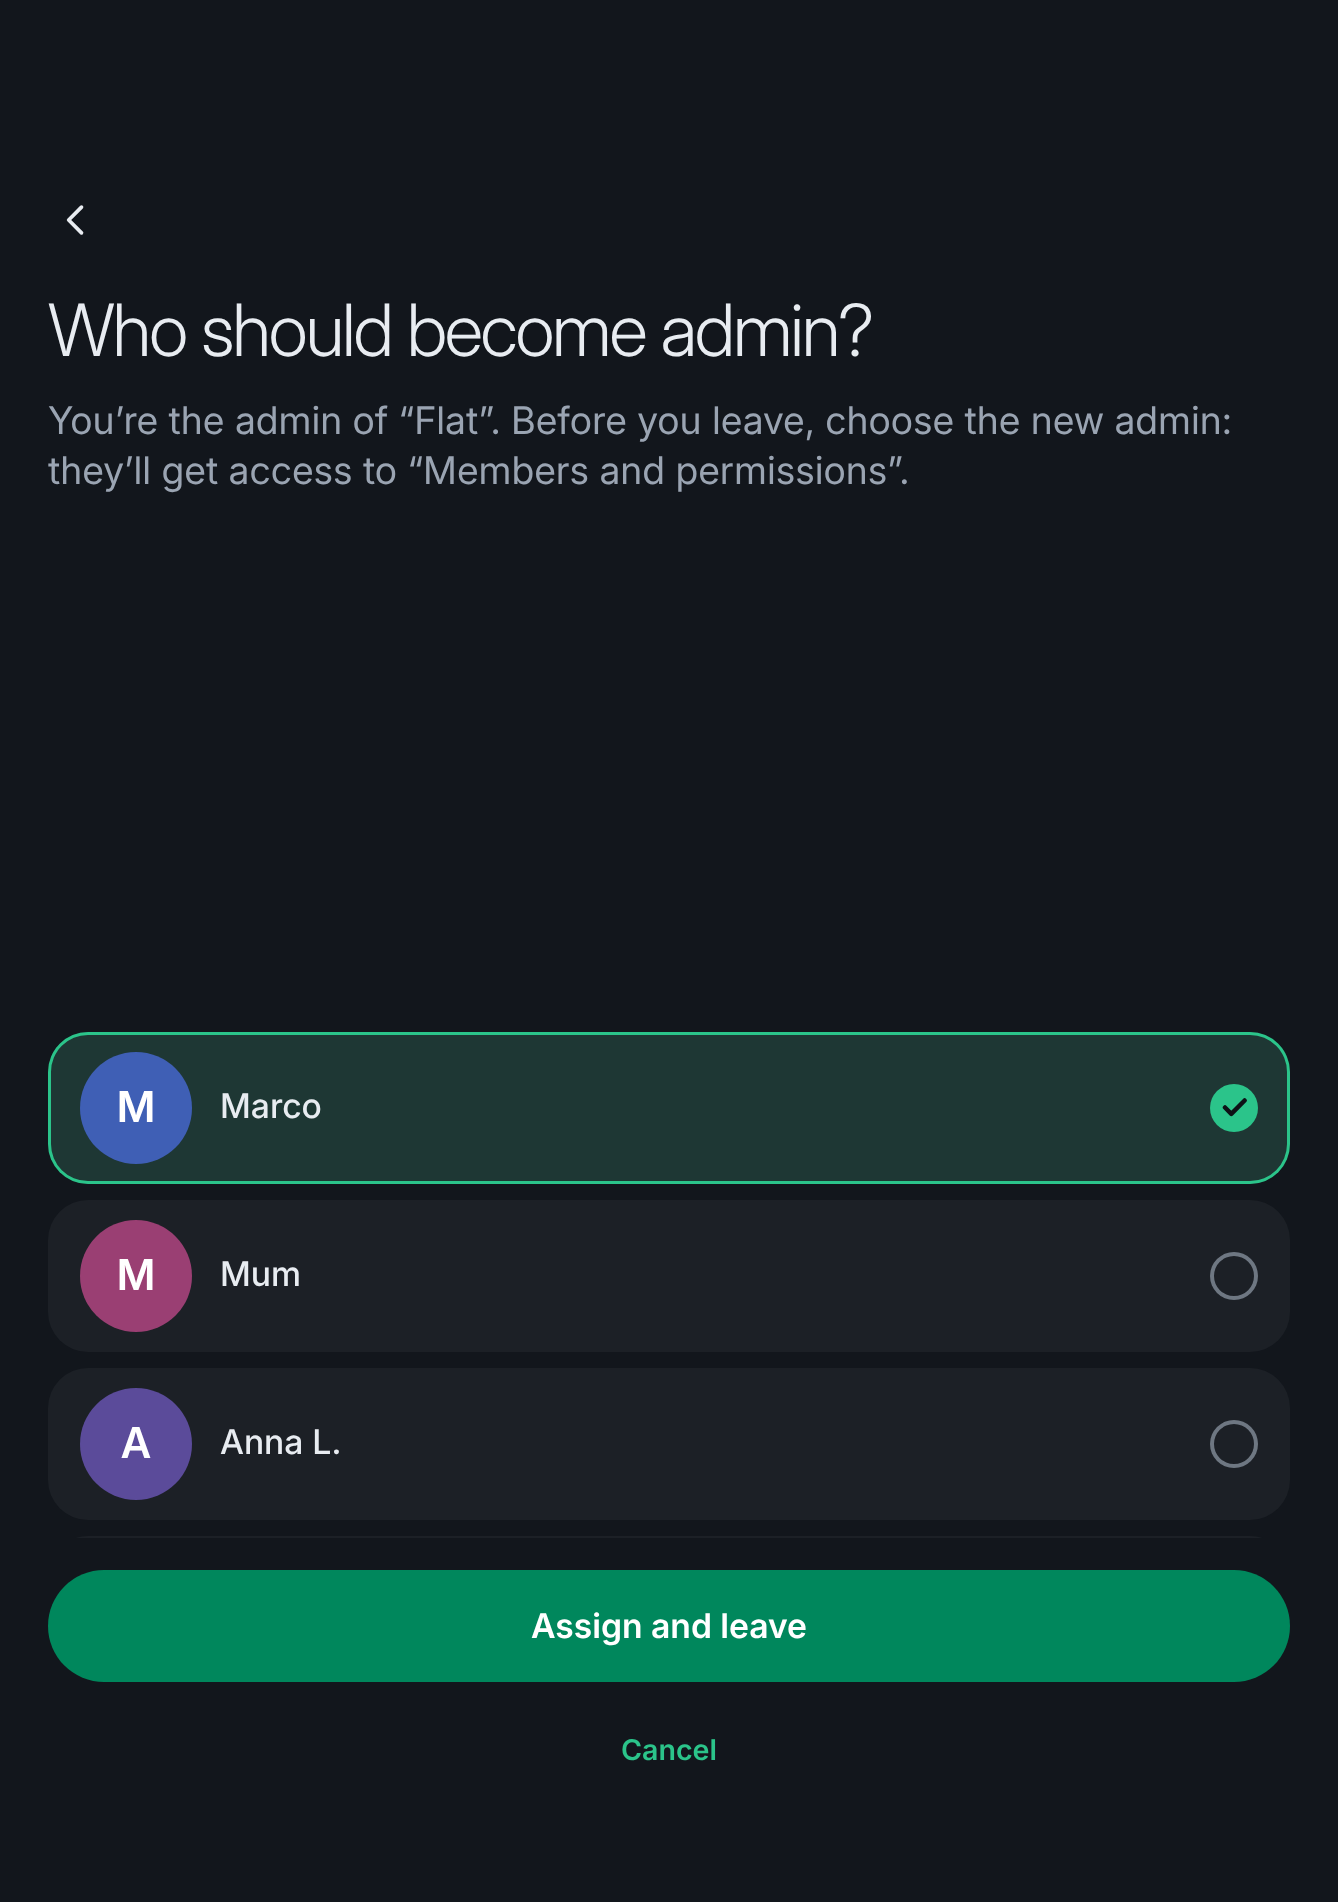 Who should become admin?
You’re the admin of “Flat”. Before you leave, choose the new admin:
they’ll get access to “Members and permissions”.
M
Marco
M
Mum
A
Anna L.
Assign and leave
Cancel